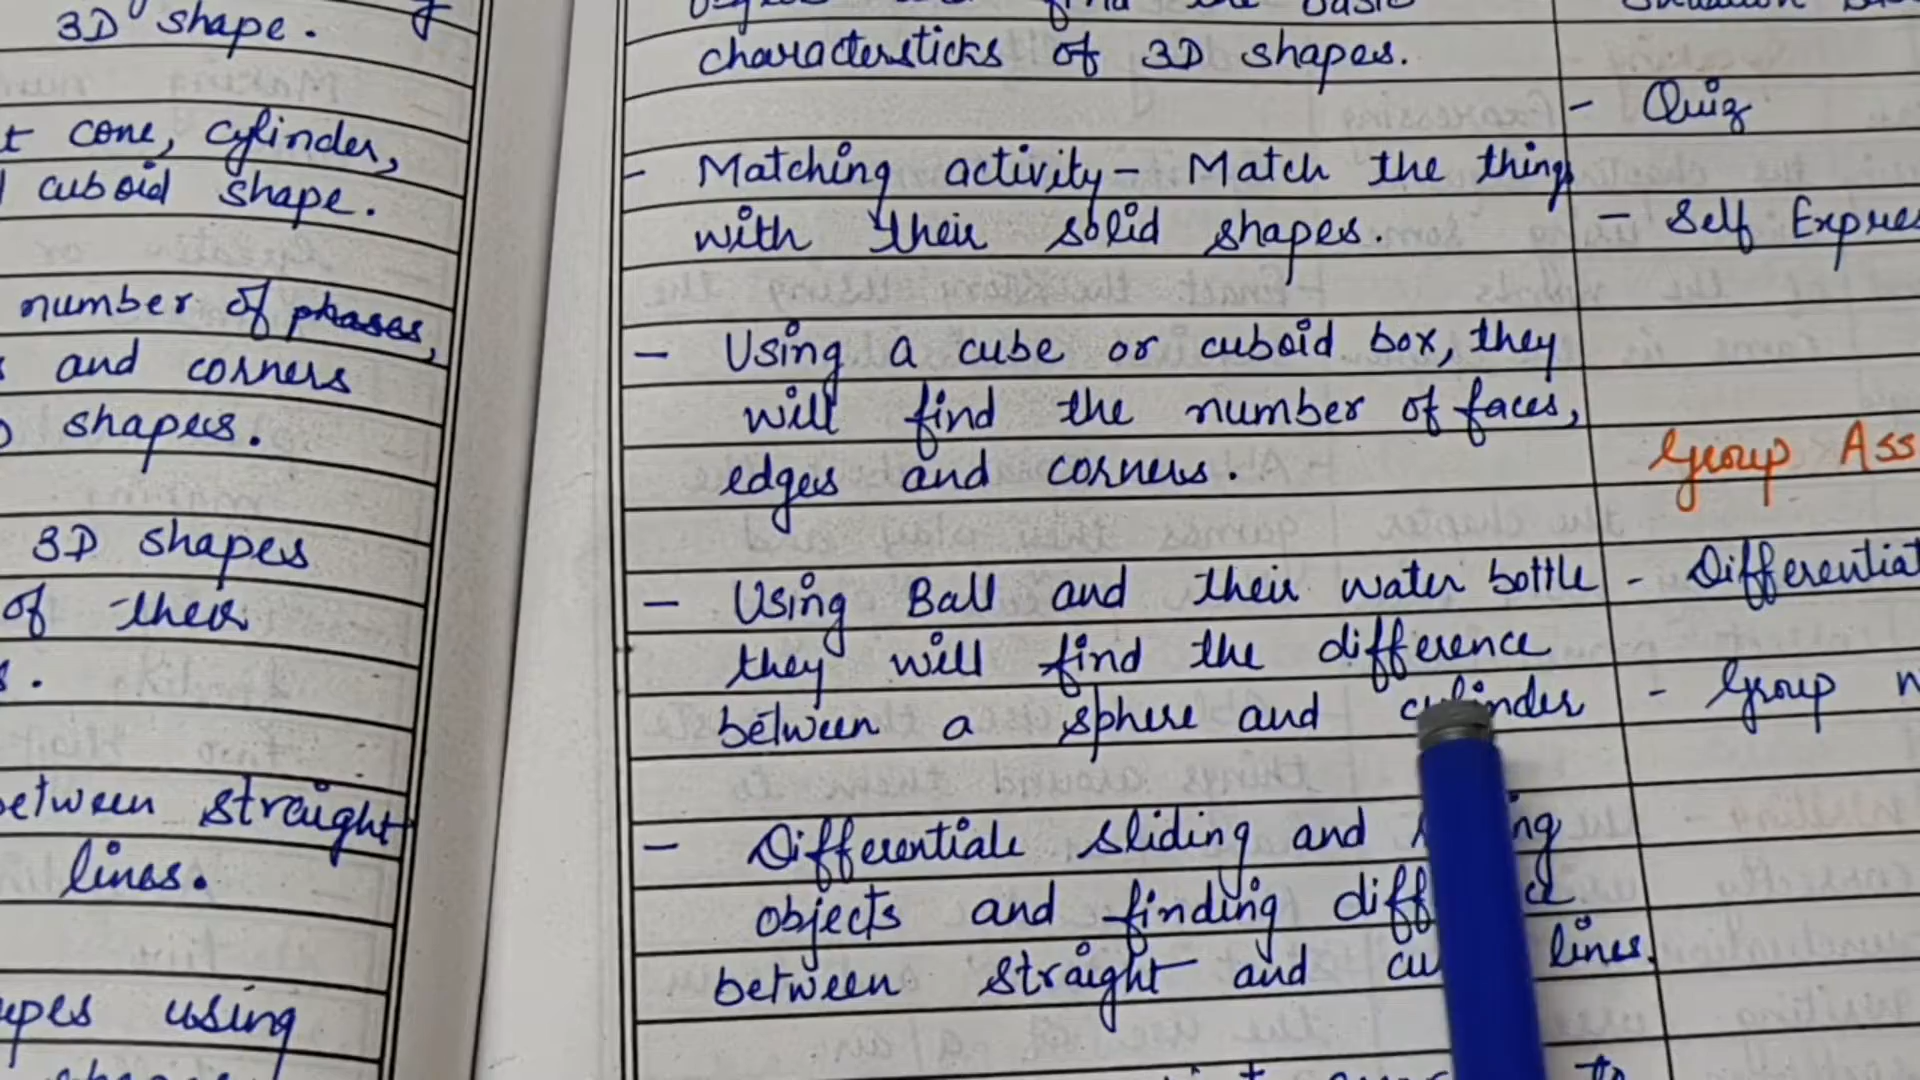 3D shape.
cone, cylinder,
cuboid shape.
number of phases,
and corners
shapes.
3D shapes
of their
between straight
lines.
using
characterstics of 3D shapes.
- Matching activity - Match the things
with their solid shapes.
- Using a cube or cuboid box, they
will find the number of faces,
edges and corners.
- Using Ball and their water bottle
they will find the difference
between a sphere and cylinder
- Differentiate sliding and
objects and finding
between straight and lines.
to
- Quiz
- Self
Group
-
- Group